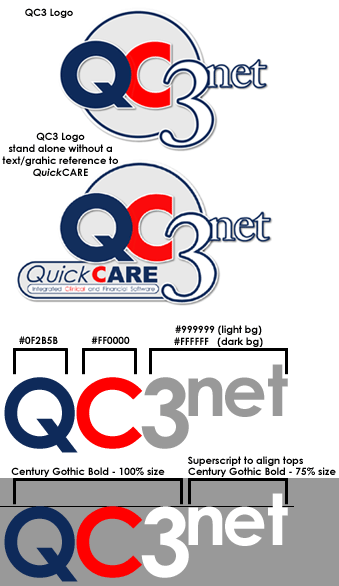 QC3 Logo
QC3net
QC3 Logo
stand alone without a
text/grahic reference to
QuickCARE
QC3net
QuickCARE
Integrated Clinical and Financial Software
#999999 (light bg)
#0F2B5B #FF0000 #FFFFFF (dark bg)
QC3net
Superscript to align tops
Century Gothic Bold - 100% size Century Gothic Bold - 75% size
QC3net